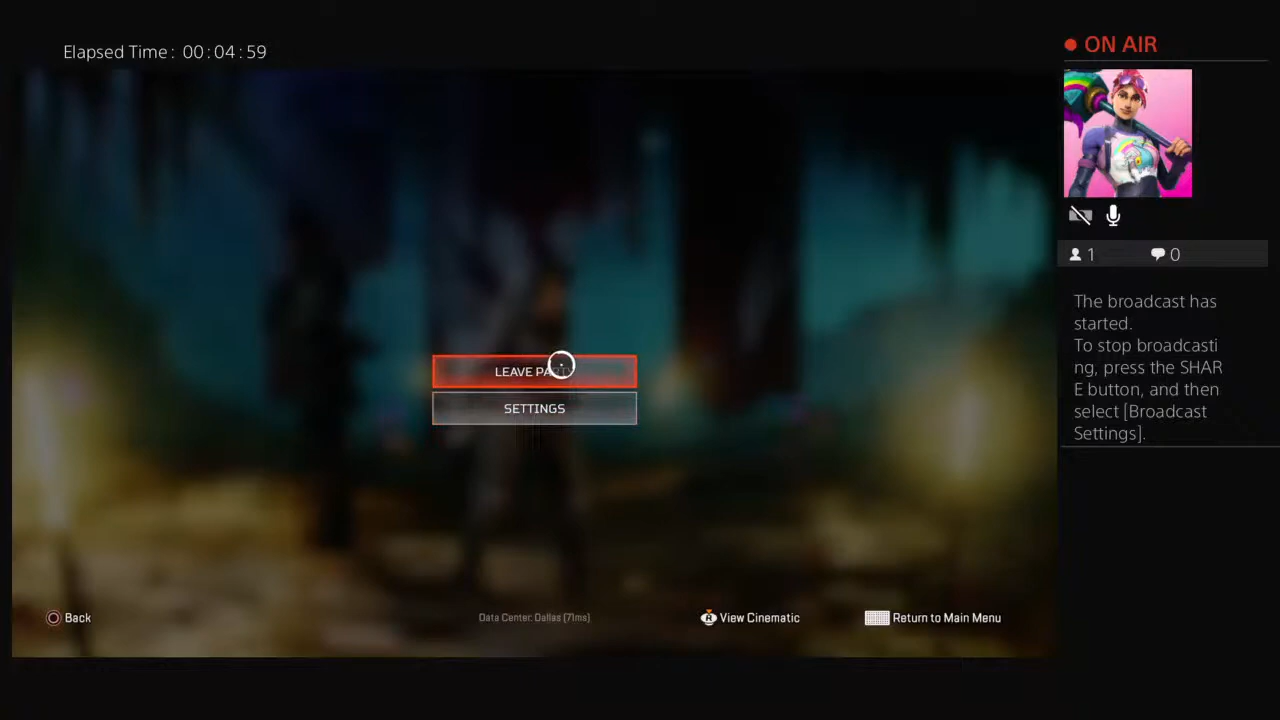 Elapsed Time: 00:04:59
ON AIR
1
0
The broadcast has
started.
To stop broadcasti
ng, press the SHAR
E button, and then
select [Broadcast
Settings].
LEAVE PARTY
SETTINGS
Back
Data Center: Dallas (71ms)
R
View Cinematic
Return to Main Menu